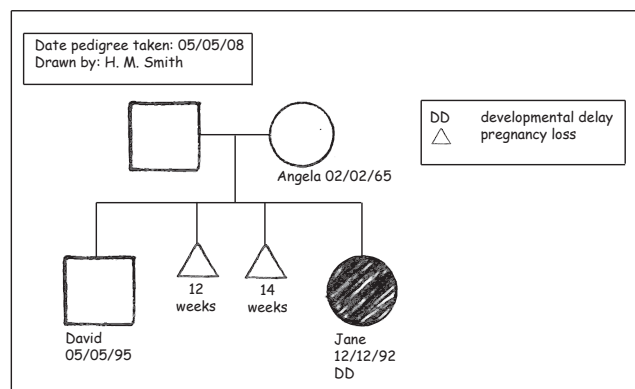 Date pedigree taken: 05/05/08
Drawn by: H. M. Smith
DD developmental delay
pregnancy loss
Angela 02/02/65
12
weeks
14
weeks
David
05/05/95
Jane
12/12/92
DD